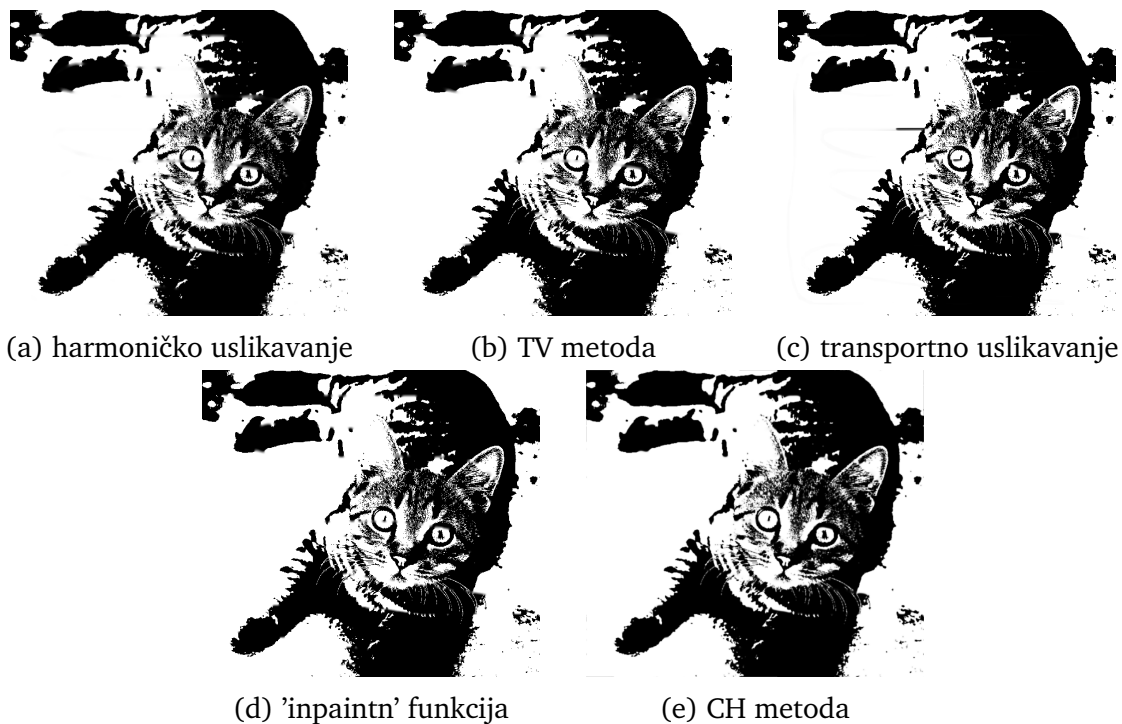 (a) harmoničko uslikavanje
(b) TV metoda
(c) transportno uslikavanje
(d) ’inpaintn’ funkcija
(e) CH metoda